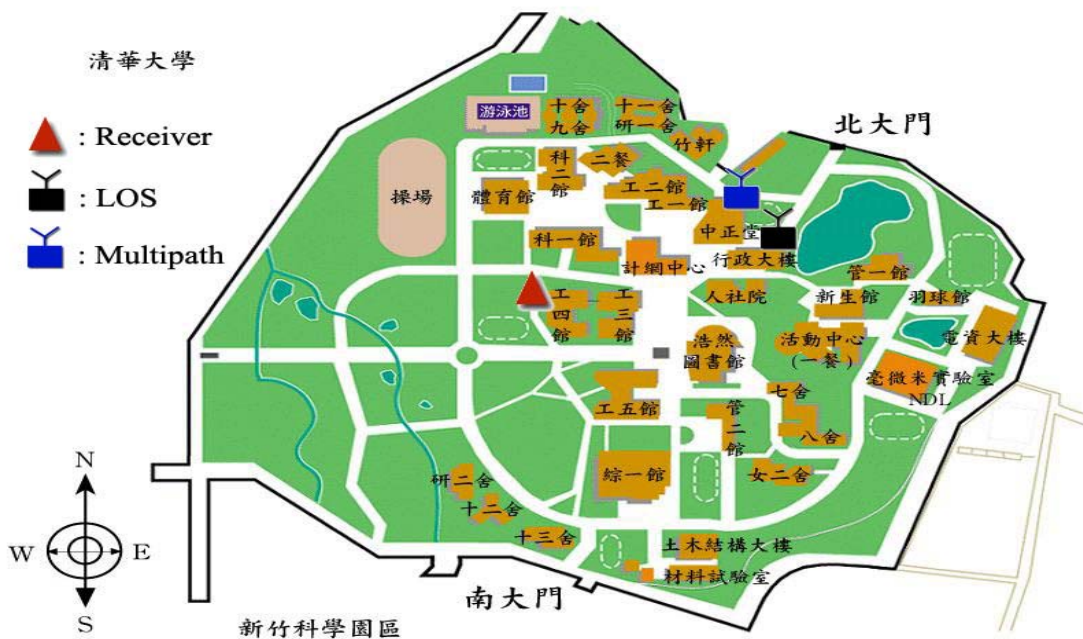 清華大學
: Receiver
: LOS
: Multipath
游泳池
十舍
九舍
十一舍
研一舍
竹軒
北大門
操場
體育館
科二館
二餐
工二館
工一館
中正堂
科一館
計網中心
行政大樓
管一館
工四館
工三館
人社院
新生館
羽球館
浩然
圖書館
活動中心
(一餐)
電資大樓
毫微米實驗室
NDL
工五館
管二館
七舍
八舍
研二舍
十二舍
綜一館
女二舍
十三舍
土木結構大樓
材料試驗室
南大門
新竹科學園區
N
W
E
S